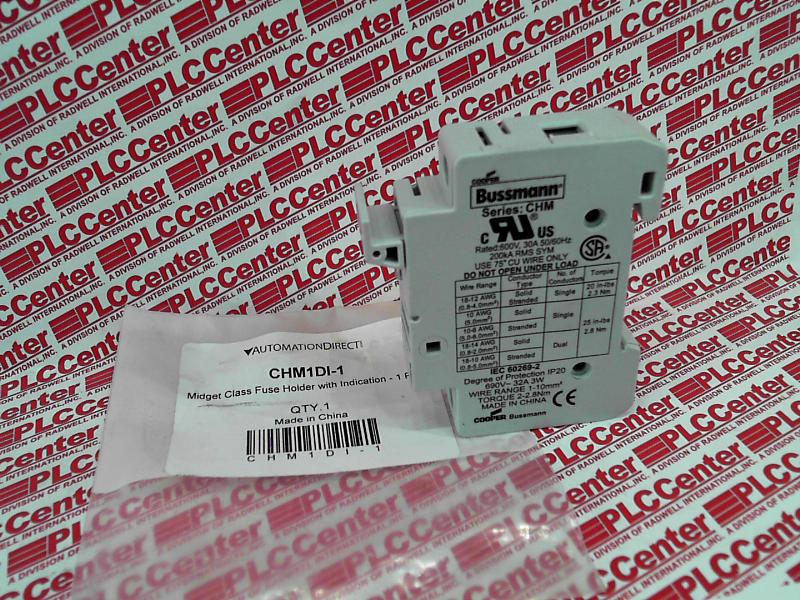 PLCCenter
A DIVISION OF RADWELL INTERNATIONAL, INC.
COOPER
Bussmann
Series: CHM
C UL US
Rated:600V, 30A 50/60Hz
200kA RMS SYM
USE 75° CU WIRE ONLY
DO NOT OPEN UNDER LOAD
Wire Range Conductor Type No. of Conductors Torque
18-12 AWG Solid Single 20 in-lbs
Stranded 2.3 Nm
10 AWG Solid Single
(5.0mm²)
10-8 AWG Stranded 25 in-lbs
2.8 Nm
18-14 AWG Solid Dual
18-10 AWG Stranded
IEC 60269-2
Degree of Protection IP20
690V~ 32A 3W
WIRE RANGE 1-10mm²
TORQUE 2-2.8Nm
MADE IN CHINA CE
COOPER Bussmann
AUTOMATIONDIRECT
CHM1DI-1
Midget Class Fuse Holder with Indication - 1
QTY.1
Made in China
CHM1DI-1